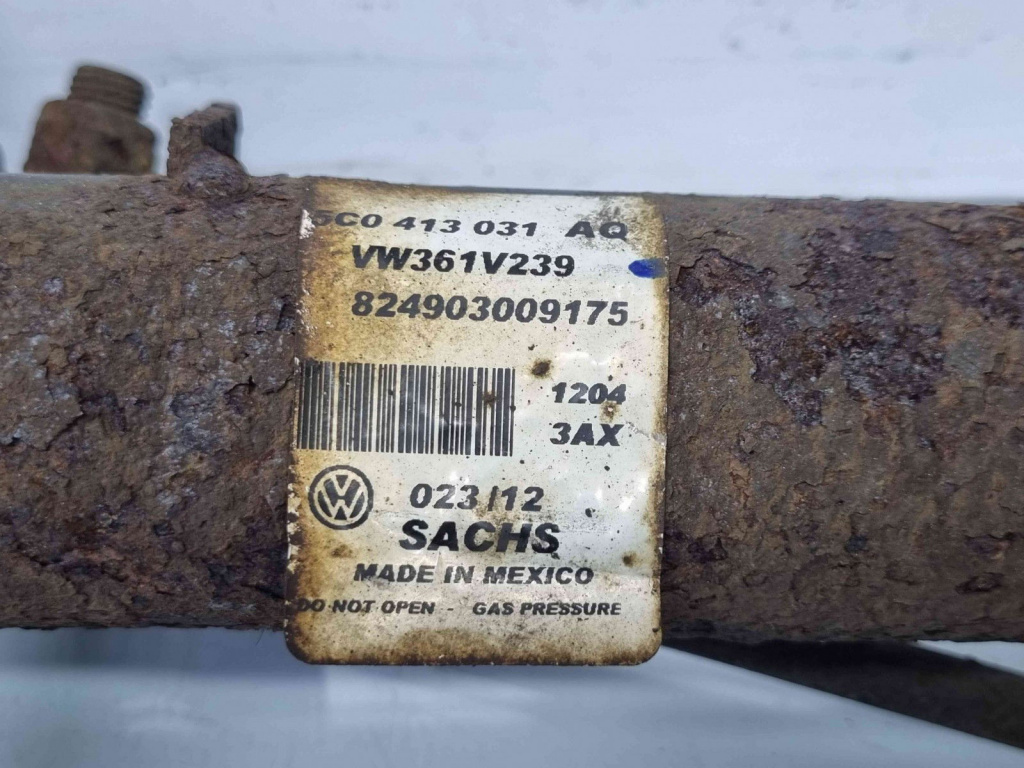 5C0 413 031 AQ
VW361V239
824903009175
1204
3AX
023/12
SACHS
MADE IN MEXICO
DO NOT OPEN - GAS PRESSURE